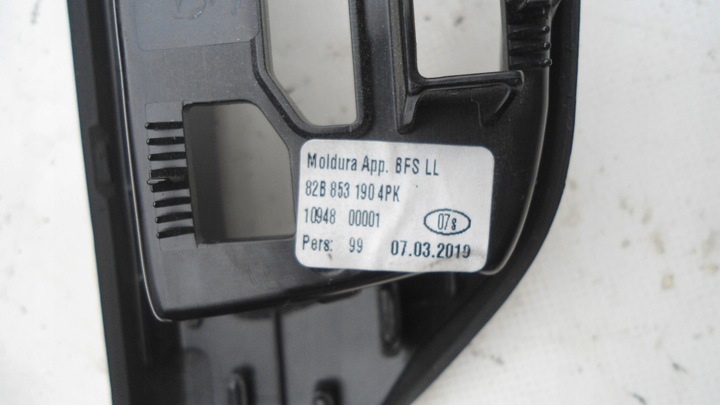 Moldura App. BFS LL
82B 853 190 4PK
10948 00001 07s
Pers: 99 07.03.2019